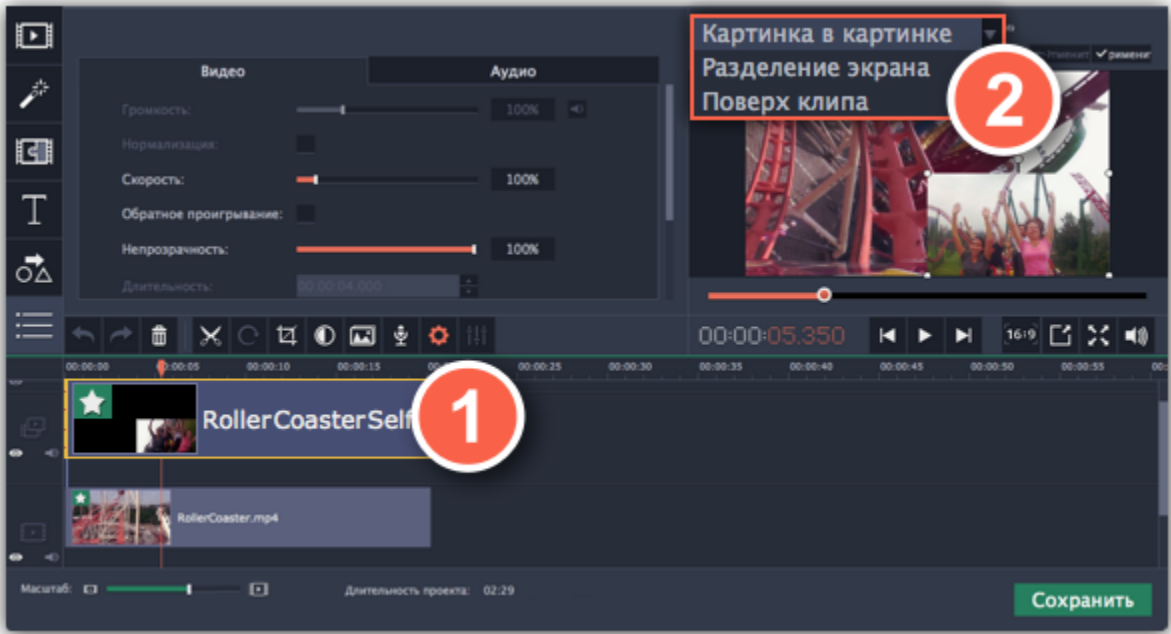 Картинка в картинке
Разделение экрана
Поверх клипа
2
Видео
Аудио
Громкость: 100%
Нормализация:
Скорость: 100%
Обратное проигрывание:
Непрозрачность: 100%
Длительность: 00:00:04.000
00:00:05.350
16:9
00:00:00 00:00:05 00:00:10 00:00:15 00:00:25 00:00:30 00:00:35 00:00:40 00:00:45 00:00:50 00:00:55
RollerCoasterSelf
1
RollerCoaster.mp4
Масштаб:
Длительность проекта: 02:29
Сохранить